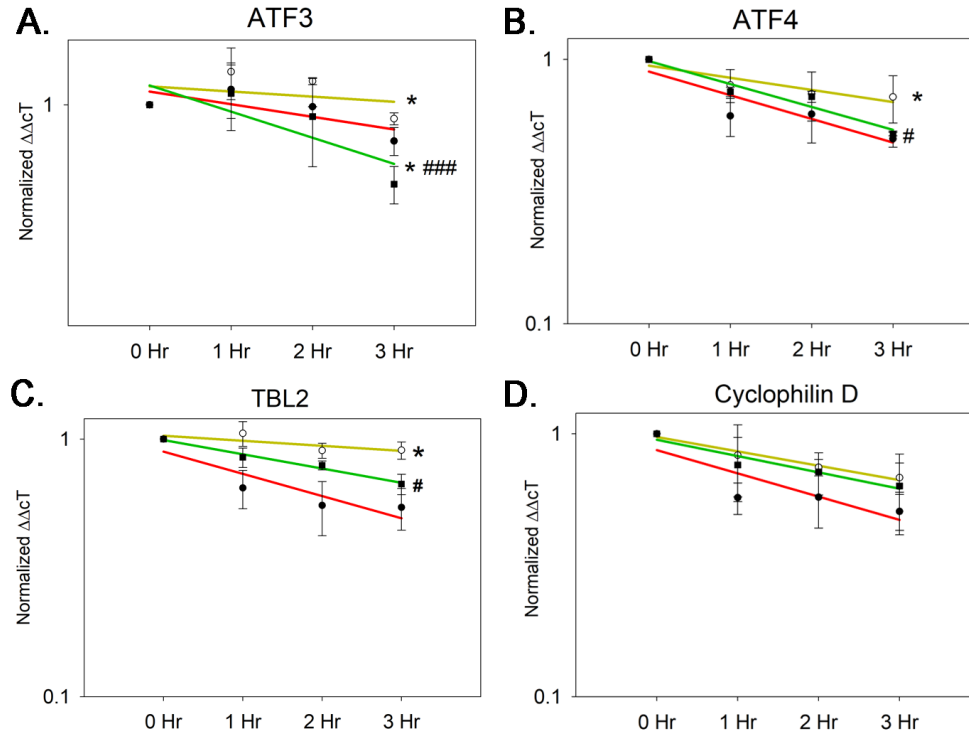 A.
ATF3
Normalized ΔΔcT
1
*
* ###
0 Hr 1 Hr 2 Hr 3 Hr
B.
ATF4
Normalized ΔΔcT
1
0.1
*
#
0 Hr 1 Hr 2 Hr 3 Hr
C.
TBL2
Normalized ΔΔcT
1
0.1
*
#
0 Hr 1 Hr 2 Hr 3 Hr
D.
Cyclophilin D
Normalized ΔΔcT
1
0.1
0 Hr 1 Hr 2 Hr 3 Hr